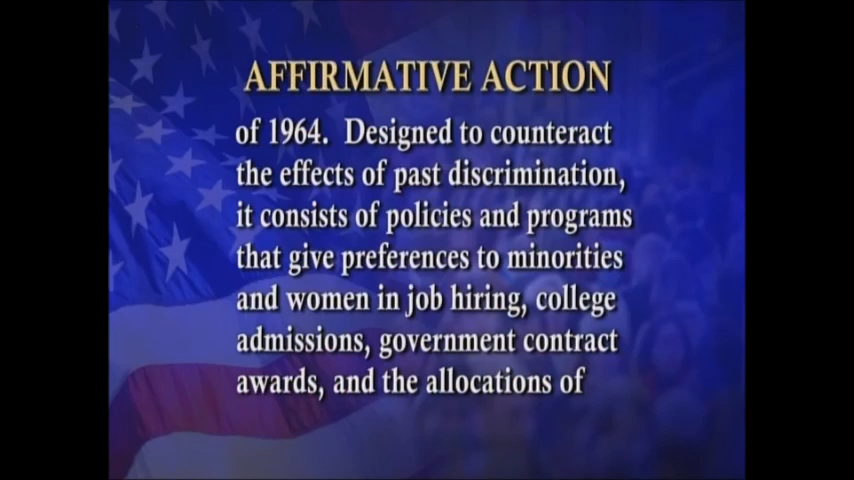 AFFIRMATIVE ACTION
of 1964.  Designed to counteract
the effects of past discrimination,
it consists of policies and programs
that give preferences to minorities
and women in job hiring, college
admissions, government contract
awards, and the allocations of